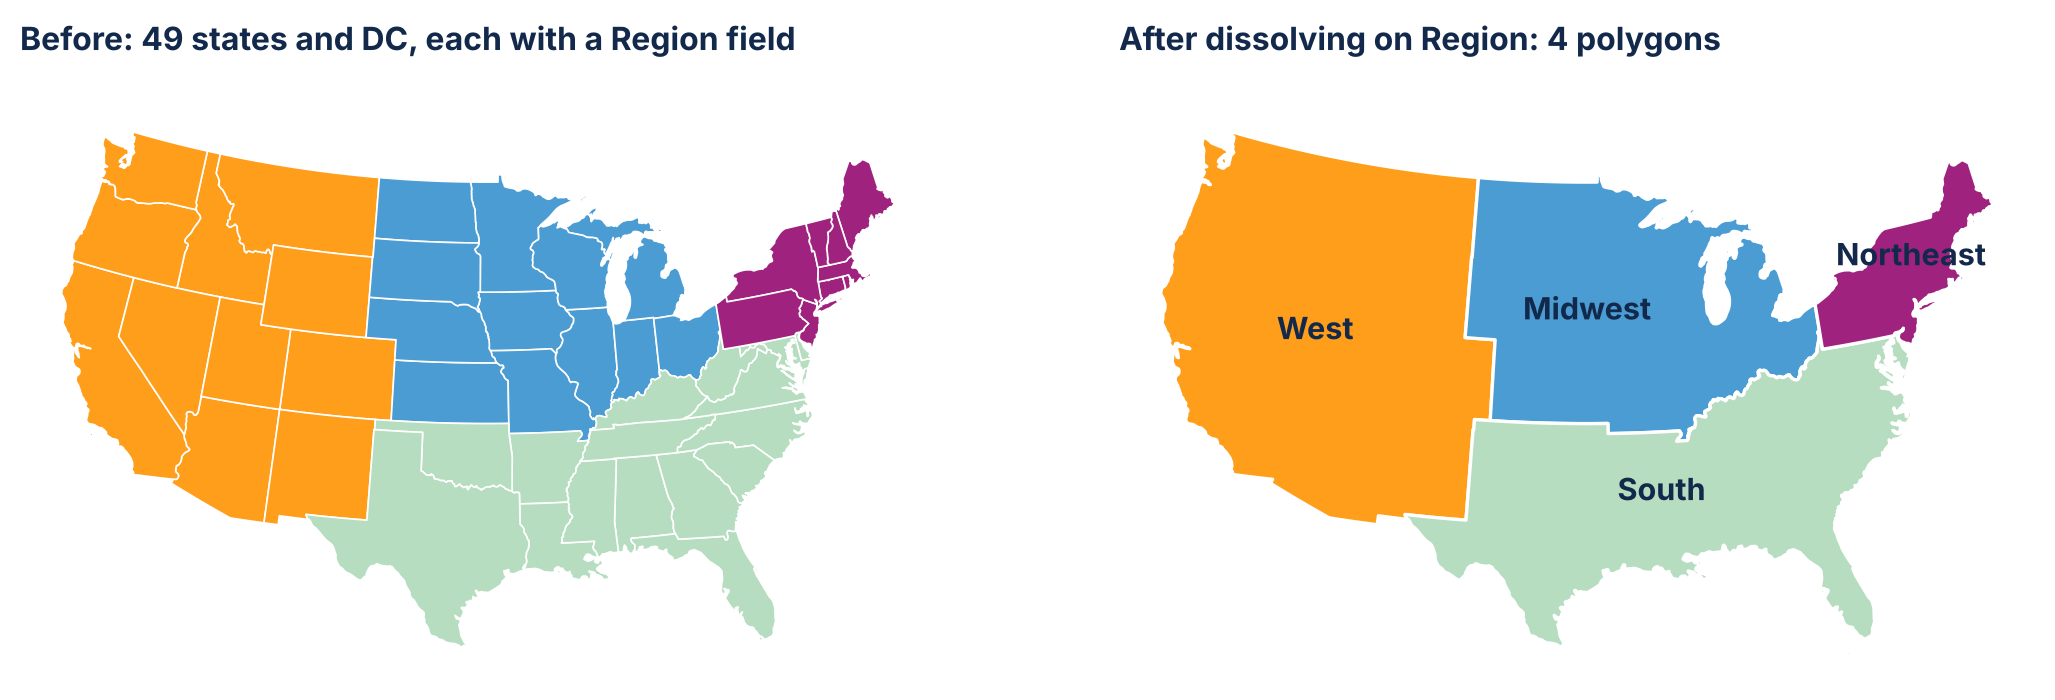 Before: 49 states and DC, each with a Region field
After dissolving on Region: 4 polygons
Northeast
Midwest
West
South